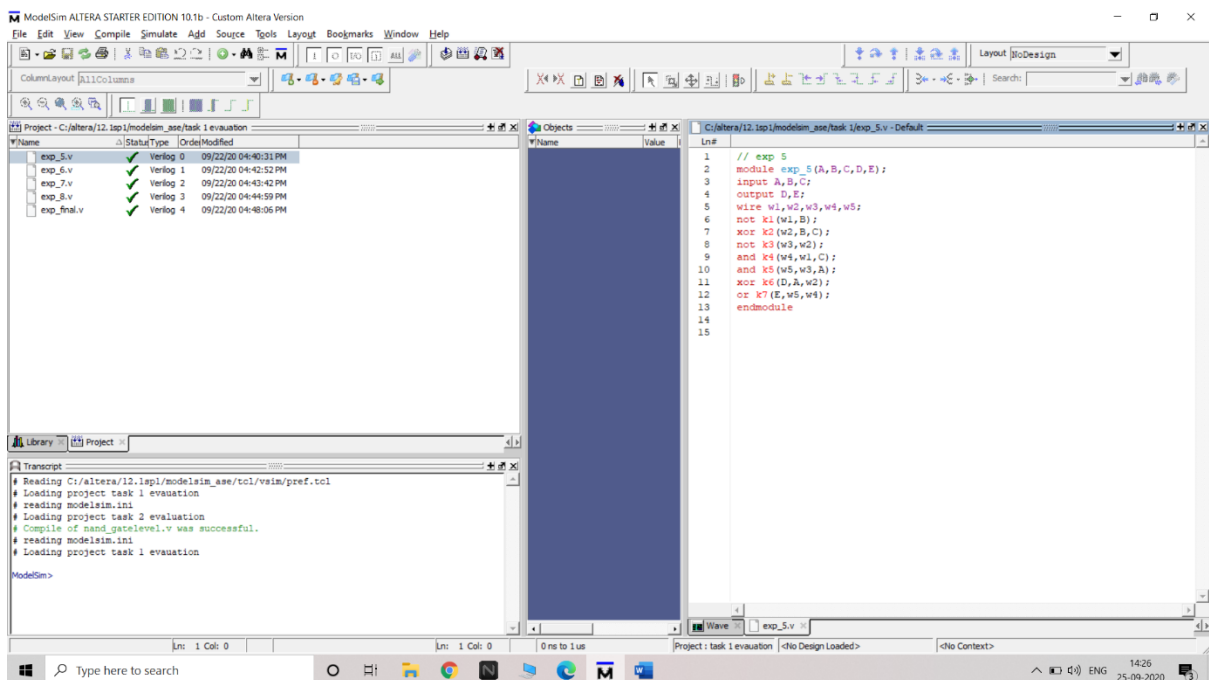 ModelSim ALTERA STARTER EDITION 10.1b - Custom Altera Version
File Edit View Compile Simulate Add Source Tools Layout Bookmarks Window Help
Layout NoDesign
ColumnLayout AllColumns
Search:
Project - C:/altera/12.1sp1/modelsim_ase/task 1 evauation
Name Status Type Order Modified
exp_5.v Verilog 0 09/22/20 04:40:31 PM
exp_6.v Verilog 1 09/22/20 04:42:52 PM
exp_7.v Verilog 2 09/22/20 04:43:42 PM
exp_8.v Verilog 3 09/22/20 04:44:59 PM
exp_final.v Verilog 4 09/22/20 04:48:06 PM
Library Project
Transcript
# Reading C:/altera/12.1sp1/modelsim_ase/tcl/vsim/pref.tcl
# Loading project task 1 evauation
# reading modelsim.ini
# Loading project task 2 evaluation
# Compile of nand_gatelevel.v was successful.
# reading modelsim.ini
# Loading project task 1 evauation
ModelSim>
Objects
Name Value
C:/altera/12.1sp1/modelsim_ase/task 1/exp_5.v - Default
Ln#
1 // exp 5
2 module exp_5(A,B,C,D,E);
3 input A,B,C;
4 output D,E;
5 wire w1,w2,w3,w4,w5;
6 not k1(w1,B);
7 xor k2(w2,B,C);
8 not k3(w3,w2);
9 and k4(w4,w1,C);
10 and k5(w5,w3,A);
11 xor k6(D,A,w2);
12 or k7(E,w5,w4);
13 endmodule
14
15
Wave exp_5.v
Ln: 1 Col: 0 Ln: 1 Col: 0 0 ns to 1 us Project : task 1 evauation <No Design Loaded> <No Context>
Type here to search
ENG
14:26
25-09-2020